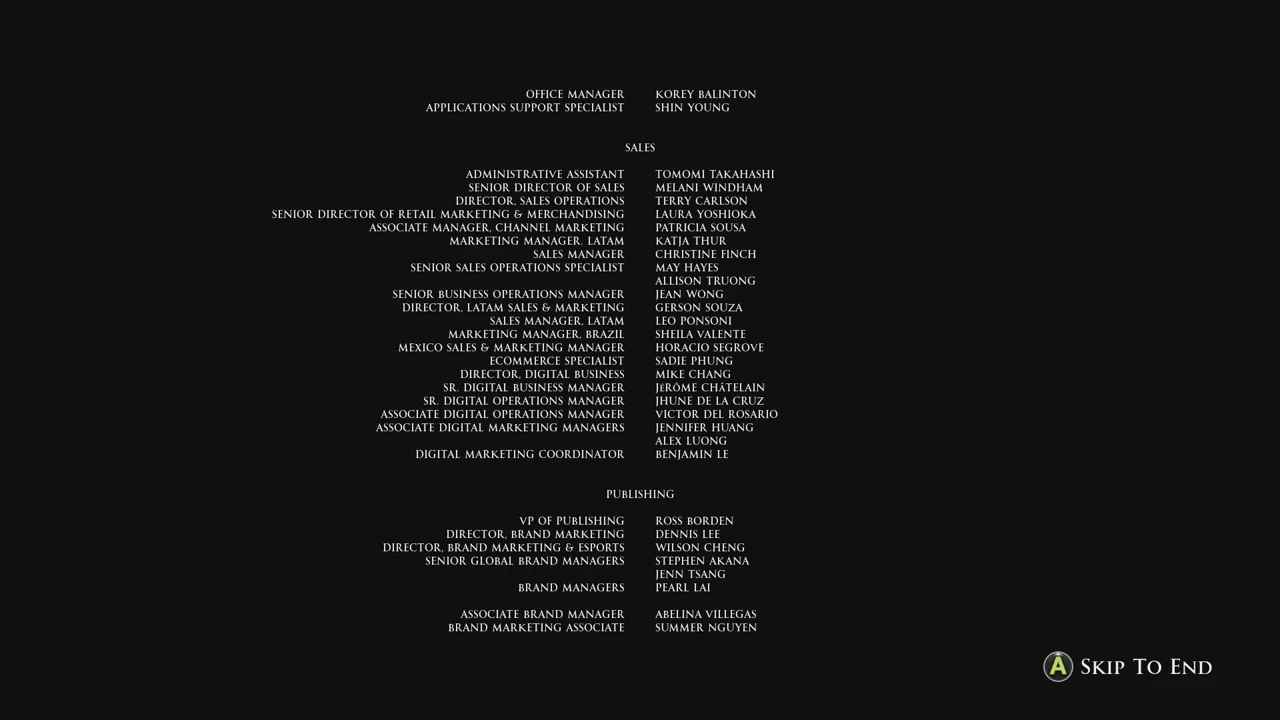 OFFICE MANAGER KOREY BALINTON
APPLICATIONS SUPPORT SPECIALIST SHIN YOUNG
SALES
ADMINISTRATIVE ASSISTANT TOMOMI TAKAHASHI
SENIOR DIRECTOR OF SALES MELANI WINDHAM
DIRECTOR, SALES OPERATIONS TERRY CARLSON
SENIOR DIRECTOR OF RETAIL MARKETING & MERCHANDISING LAURA YOSHIOKA
ASSOCIATE MANAGER, CHANNEL MARKETING PATRICIA SOUSA
MARKETING MANAGER. LATAM KATJA THUR
SALES MANAGER CHRISTINE FINCH
SENIOR SALES OPERATIONS SPECIALIST MAY HAYES
ALLISON TRUONG
SENIOR BUSINESS OPERATIONS MANAGER JEAN WONG
DIRECTOR, LATAM SALES & MARKETING GERSON SOUZA
SALES MANAGER, LATAM LEO PONSONI
MARKETING MANAGER, BRAZIL SHEILA VALENTE
MEXICO SALES & MARKETING MANAGER HORACIO SEGROVE
ECOMMERCE SPECIALIST SADIE PHUNG
DIRECTOR, DIGITAL BUSINESS MIKE CHANG
SR. DIGITAL BUSINESS MANAGER JÉRÔME CHÂTELAIN
SR. DIGITAL OPERATIONS MANAGER JHUNE DE LA CRUZ
ASSOCIATE DIGITAL OPERATIONS MANAGER VICTOR DEL ROSARIO
ASSOCIATE DIGITAL MARKETING MANAGERS JENNIFER HUANG
ALEX LUONG
DIGITAL MARKETING COORDINATOR BENJAMIN LE
PUBLISHING
VP OF PUBLISHING ROSS BORDEN
DIRECTOR, BRAND MARKETING DENNIS LEE
DIRECTOR, BRAND MARKETING & ESPORTS WILSON CHENG
SENIOR GLOBAL BRAND MANAGERS STEPHEN AKANA
JENN TSANG
BRAND MANAGERS PEARL LAI
ASSOCIATE BRAND MANAGER ABELINA VILLEGAS
BRAND MARKETING ASSOCIATE SUMMER NGUYEN
A SKIP TO END